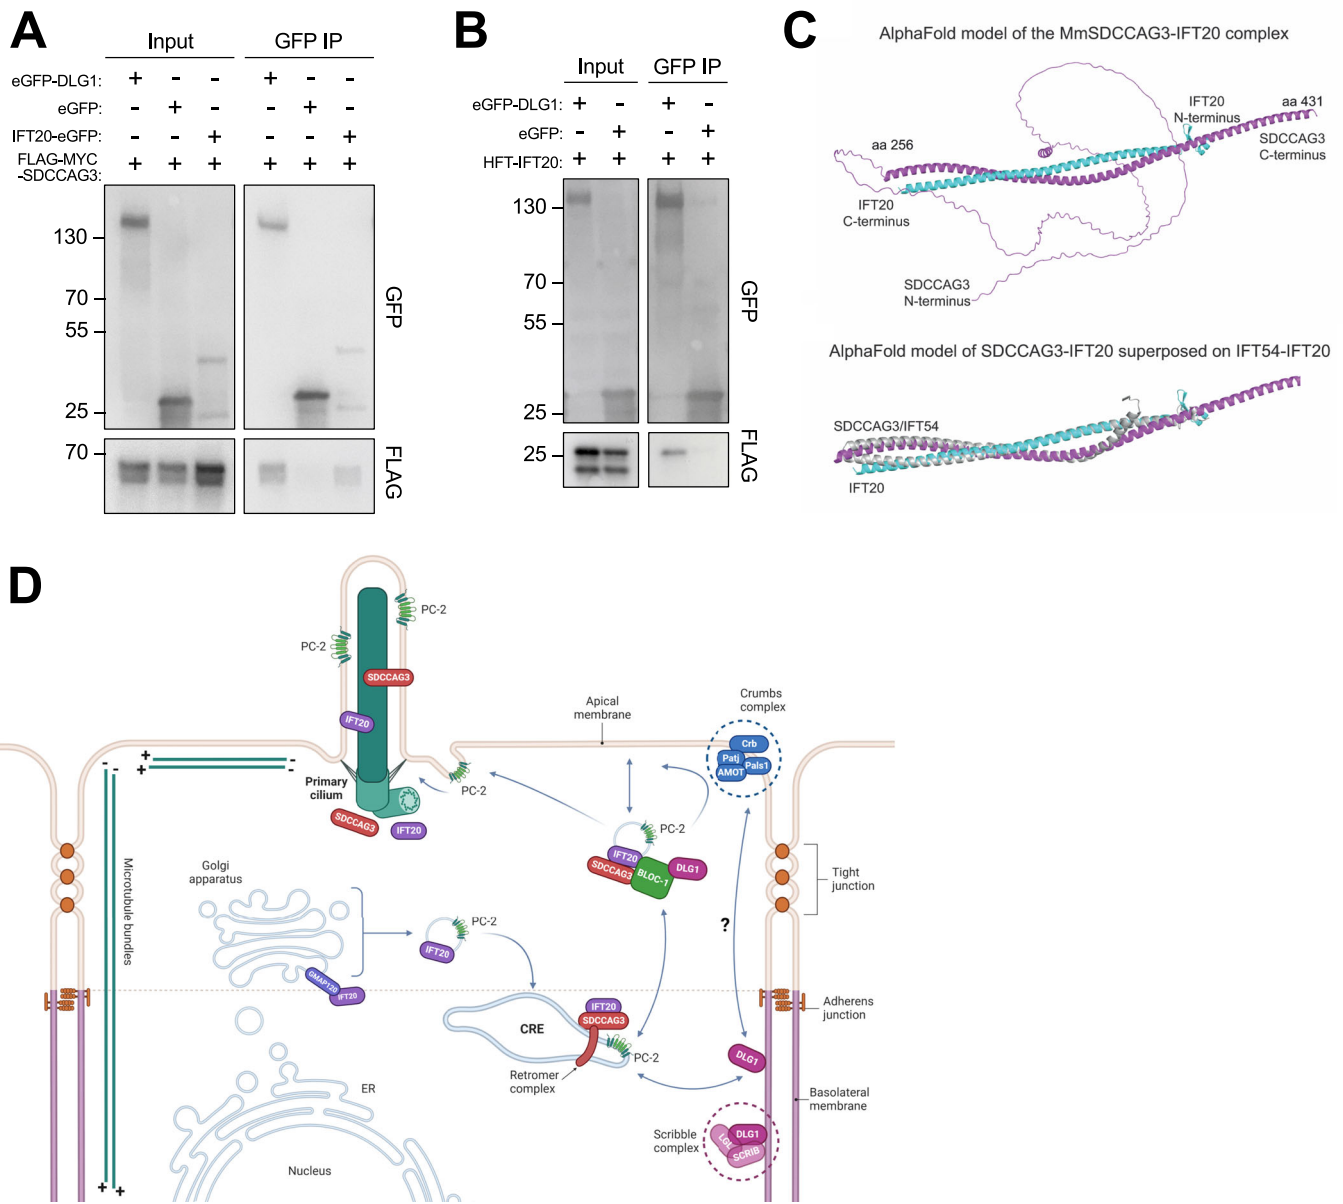 A
Input
GFP IP
eGFP-DLG1: + - - + - -
eGFP: - + - - + -
IFT20-eGFP: - - + - - +
FLAG-MYC
-SDCCAG3: + + + + + +
130
70
55
25
GFP
70
FLAG
B
Input
GFP IP
eGFP-DLG1: + - + -
eGFP: - + - +
HFT-IFT20: + + + +
130
70
55
25
GFP
25
FLAG
C
AlphaFold model of the MmSDCCAG3-IFT20 complex
IFT20
N-terminus
aa 431
SDCCAG3
C-terminus
aa 256
IFT20
C-terminus
SDCCAG3
N-terminus
AlphaFold model of SDCCAG3-IFT20 superposed on IFT54-IFT20
SDCCAG3/IFT54
IFT20
D
PC-2
PC-2
SDCCAG3
IFT20
Primary
cilium
SDCCAG3
IFT20
PC-2
Apical
membrane
Crumbs
complex
Crb
Patj
Pals1
AMOT
+ -
+ -
- -
Microtubule bundles
+ +
PC-2
IFT20
SDCCAG3
BLOC-1
DLG1
Tight
junction
?
Golgi
apparatus
GMAP120
IFT20
PC-2
IFT20
CRE
IFT20
SDCCAG3
PC-2
Retromer
complex
Adherens
junction
DLG1
Basolateral
membrane
Scribble
complex
LGL
DLG1
SCRIB
ER
Nucleus